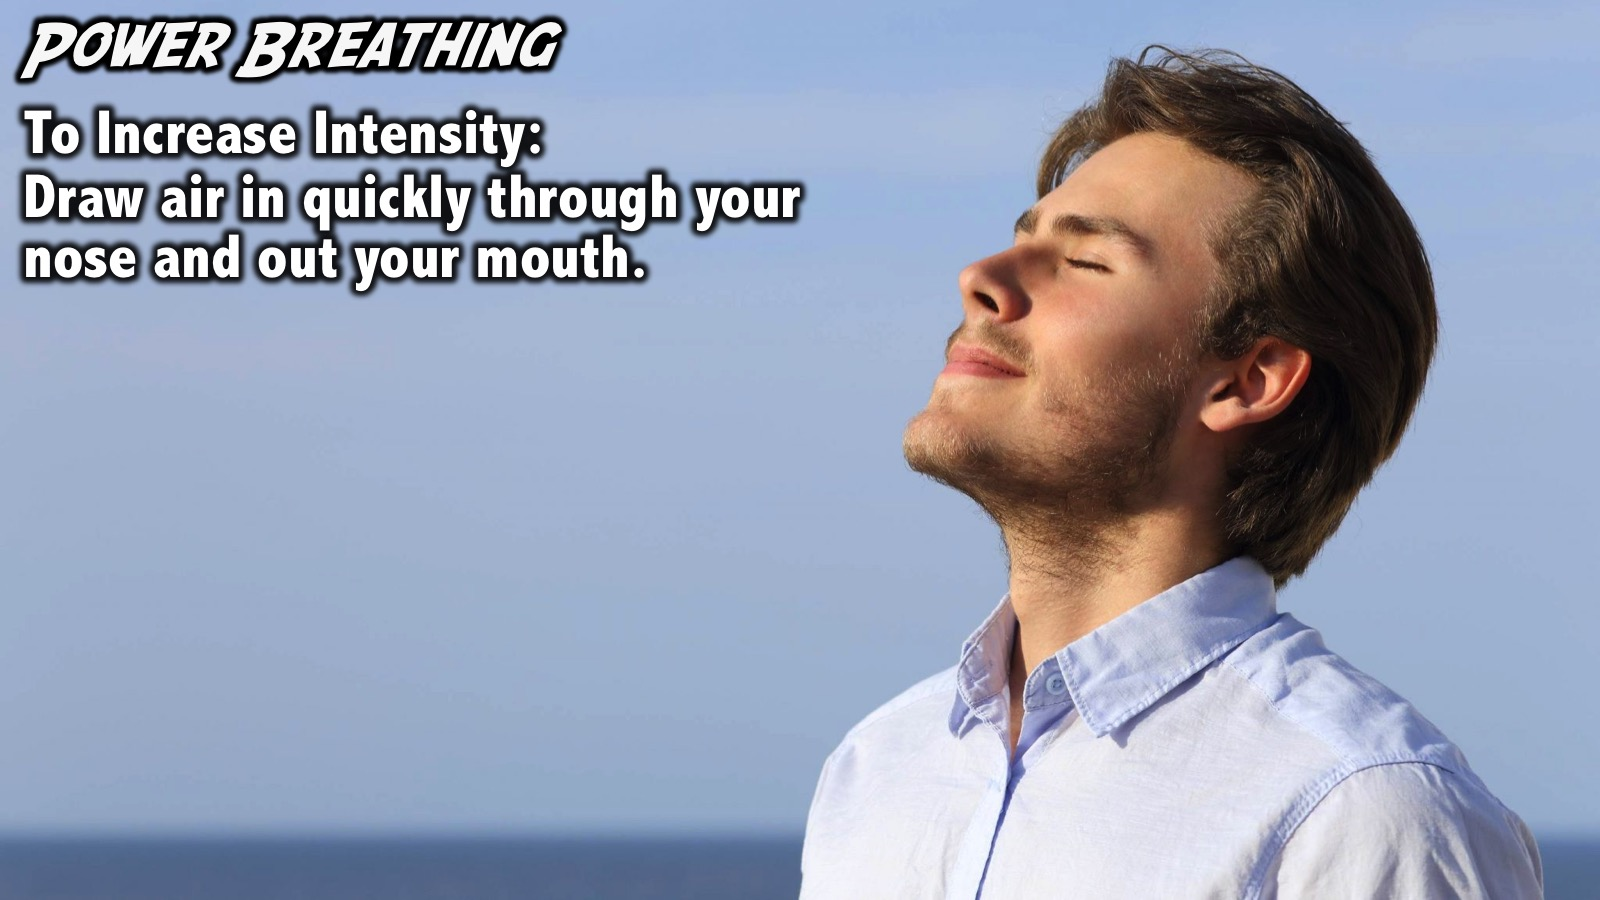 Power Breathing
To Increase Intensity:
Draw air in quickly through your
nose and out your mouth.